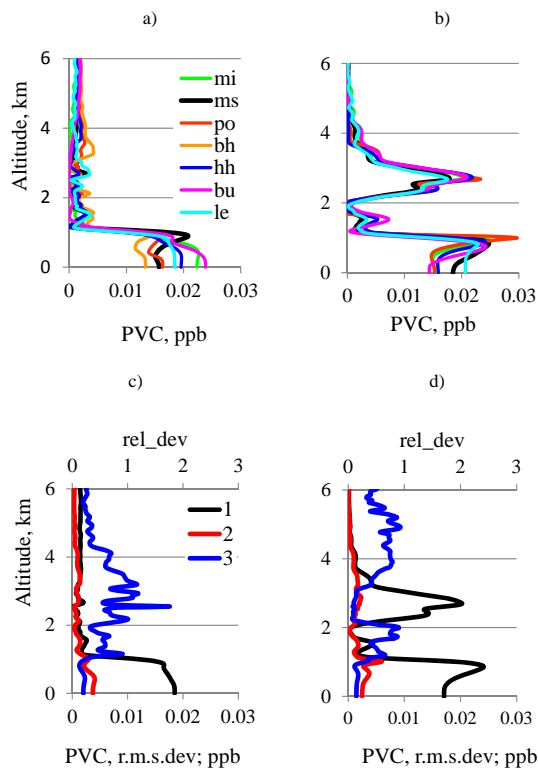 a)
b)
6
4
2
0
Altitude, km
mi
ms
po
bh
hh
bu
le
0 0.01 0.02 0.03
PVC, ppb
6
4
2
0
0 0.01 0.02 0.03
PVC, ppb
c)
d)
rel_dev
0 1 2 3
6
4
2
0
Altitude, km
1
2
3
0 0.01 0.02 0.03
PVC, r.m.s.dev; ppb
rel_dev
0 1 2 3
6
4
2
0
0 0.01 0.02 0.03
PVC, r.m.s.dev; ppb